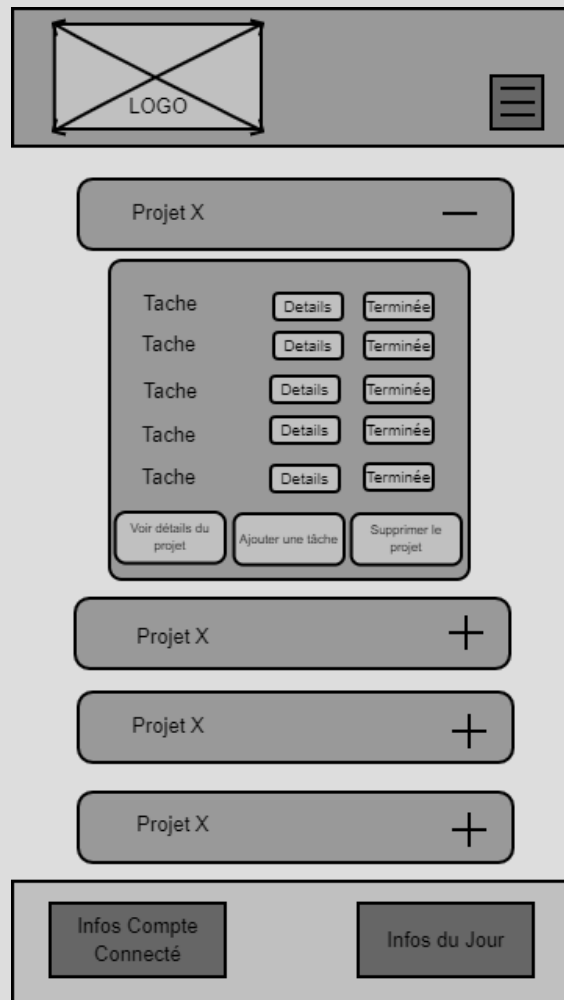 LOGO
Projet X
Tache Details Terminée
Tache Details Terminée
Tache Details Terminée
Tache Details Terminée
Tache Details Terminée
Voir détails du
projet
Ajouter une tâche
Supprimer le
projet
Projet X
Projet X
Projet X
Infos Compte
Connecté
Infos du Jour